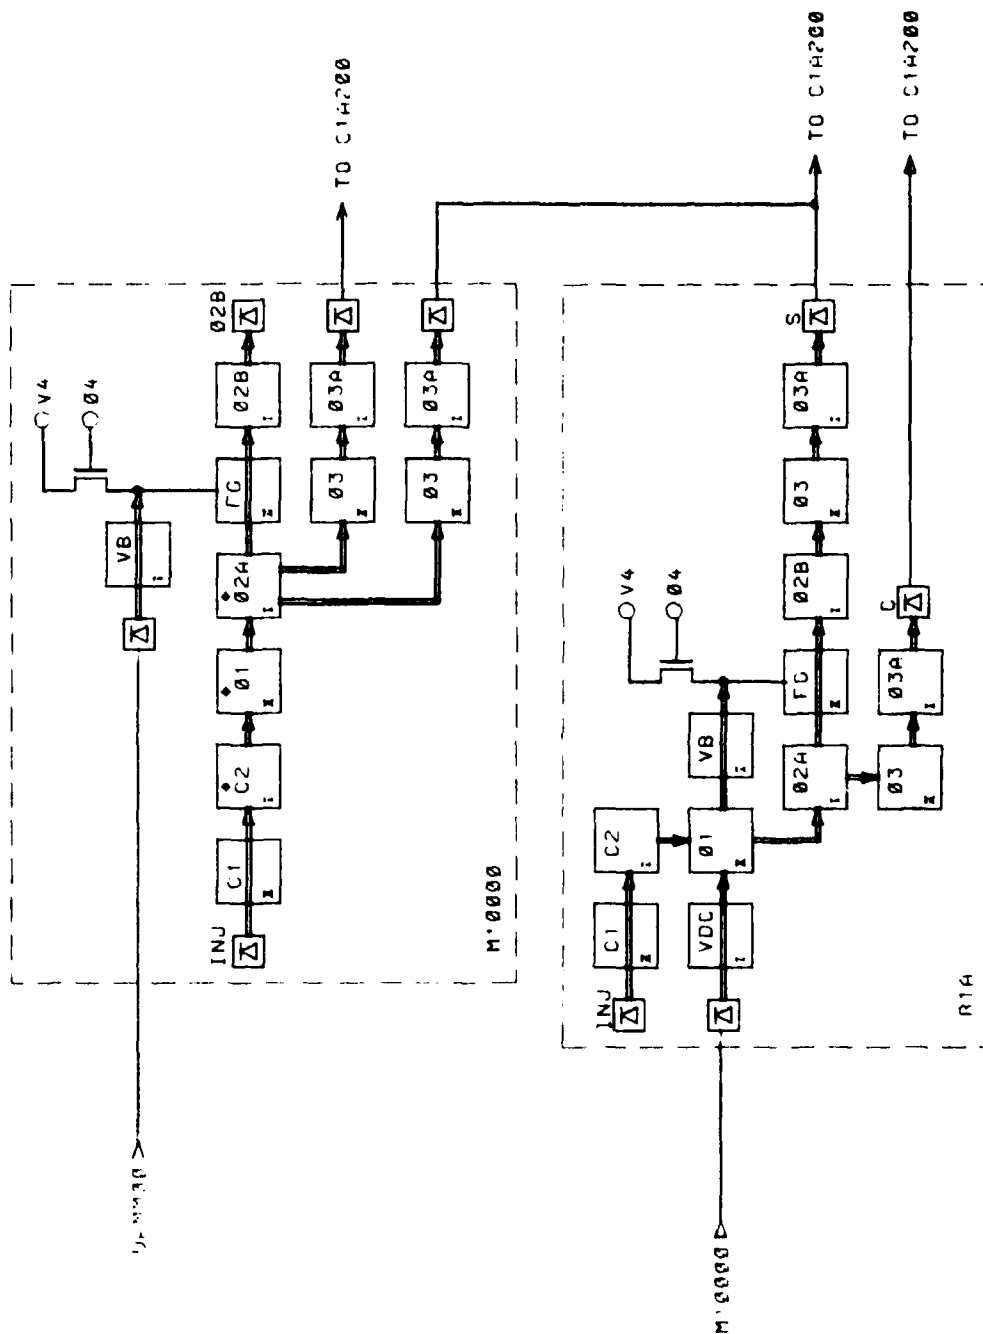 TO C1A200
TO C1A200
TO C1A200
V4
Ø4
VB
Ø2B
INJ
C1
C2
Ø1
Ø2A
FG
Ø2B
Ø3
Ø3A
Ø3
Ø3A
M'0000
V4
Ø4
INJ
C1
C2
VDC
Ø1
VB
Ø2A
FG
Ø2B
Ø3
Ø3A
S
Ø3
Ø3A
C
R1A
M'0000